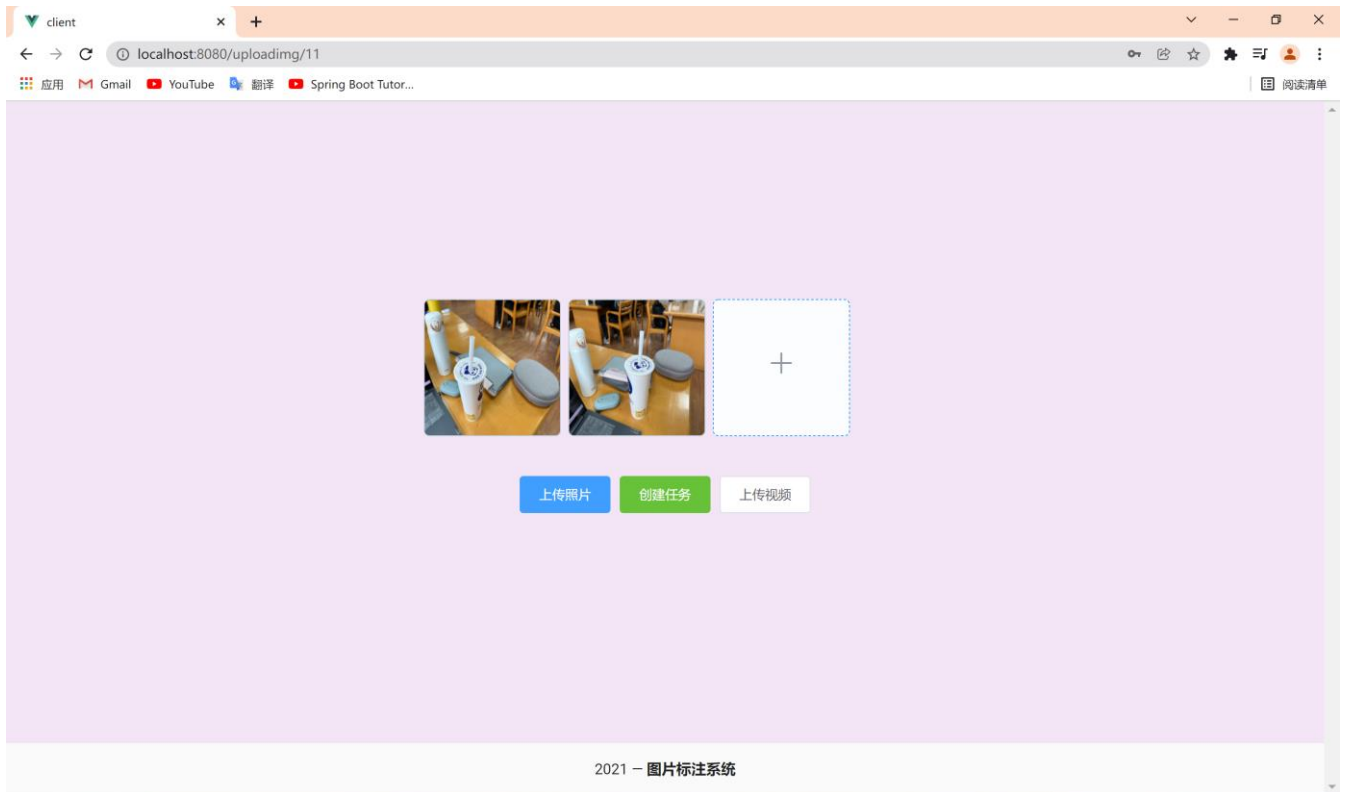 client
localhost:8080/uploadimg/11
应用 Gmail YouTube 翻译 Spring Boot Tutor... 阅读清单
上传照片 创建任务 上传视频
2021 — 图片标注系统